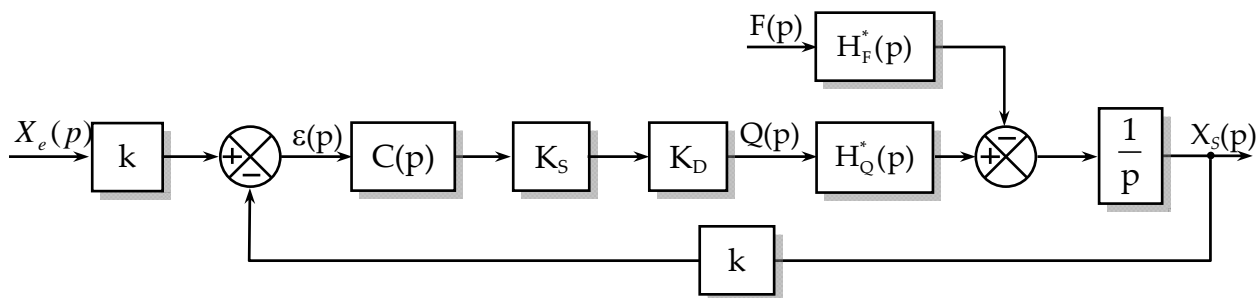 F(p)
H*F(p)
Xe(p)
k
+
−
ε(p)
C(p)
KS
KD
Q(p)
H*Q(p)
+
−
1
p
XS(p)
k